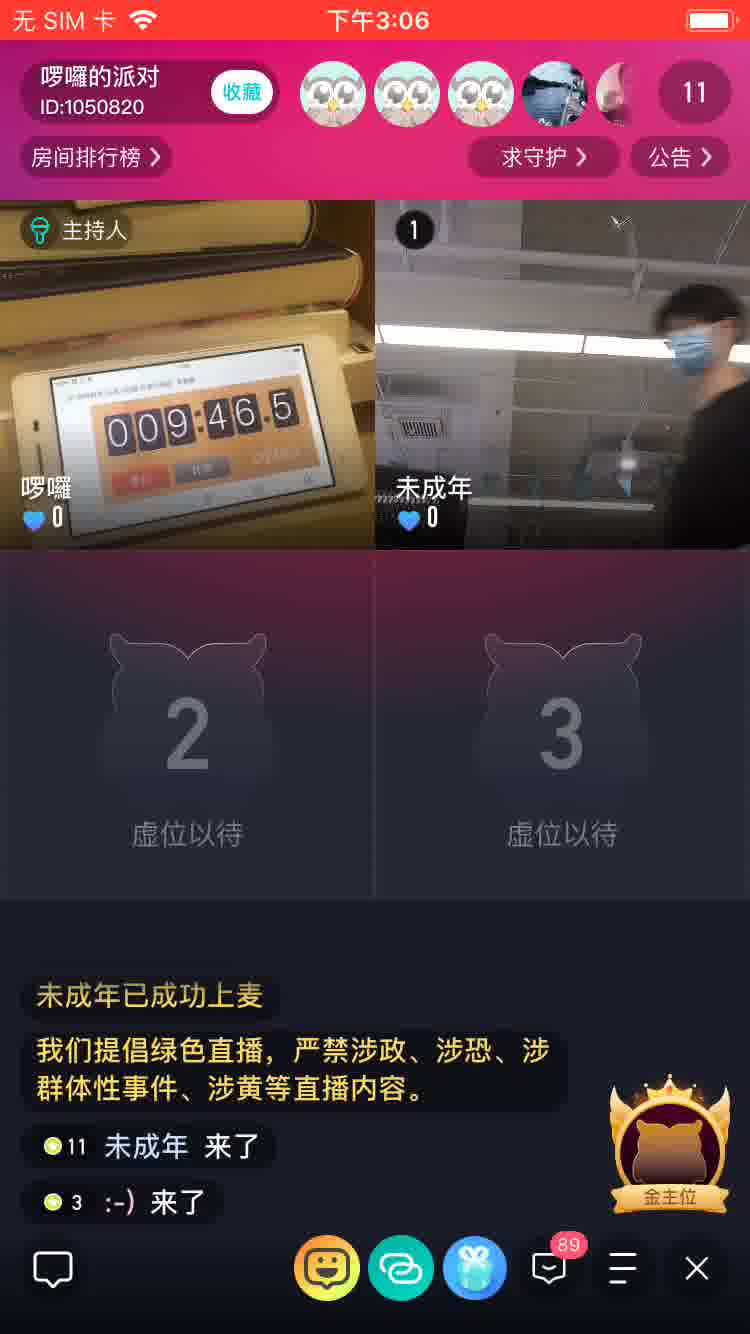 无 SIM 卡
下午3:06
啰囉的派对
ID:1050820
收藏
11
房间排行榜
求守护
公告
主持人
1
009:46.5
啰囉
0
未成年
0
2
3
虚位以待
虚位以待
未成年已成功上麦
我们提倡绿色直播，严禁涉政、涉恐、涉
群体性事件、涉黄等直播内容。
11 未成年 来了
3 :-) 来了
金主位
89